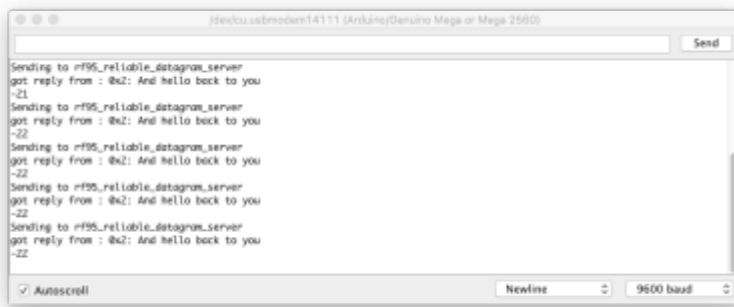 /dev/cu.usbmodem14111 (Arduino/Genuino Mega or Mega 2560)
Send
Sending to rf95_reliable_datagram_server
got reply from : 0x2: And hello back to you
-21
Sending to rf95_reliable_datagram_server
got reply from : 0x2: And hello back to you
-22
Sending to rf95_reliable_datagram_server
got reply from : 0x2: And hello back to you
-22
Sending to rf95_reliable_datagram_server
got reply from : 0x2: And hello back to you
-22
Sending to rf95_reliable_datagram_server
got reply from : 0x2: And hello back to you
-22
Autoscroll
Newline
9600 baud